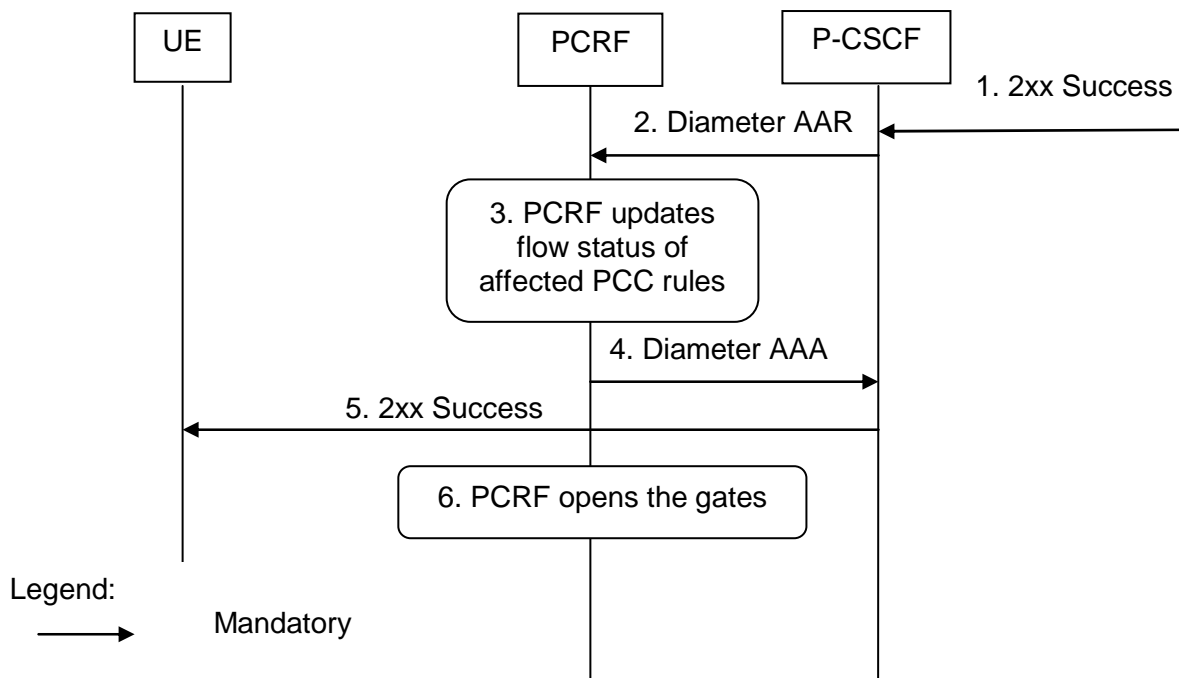 UE
PCRF
P-CSCF
1. 2xx Success
2. Diameter AAR
3. PCRF updates
flow status of
affected PCC rules
4. Diameter AAA
5. 2xx Success
6. PCRF opens the gates
Legend:
Mandatory